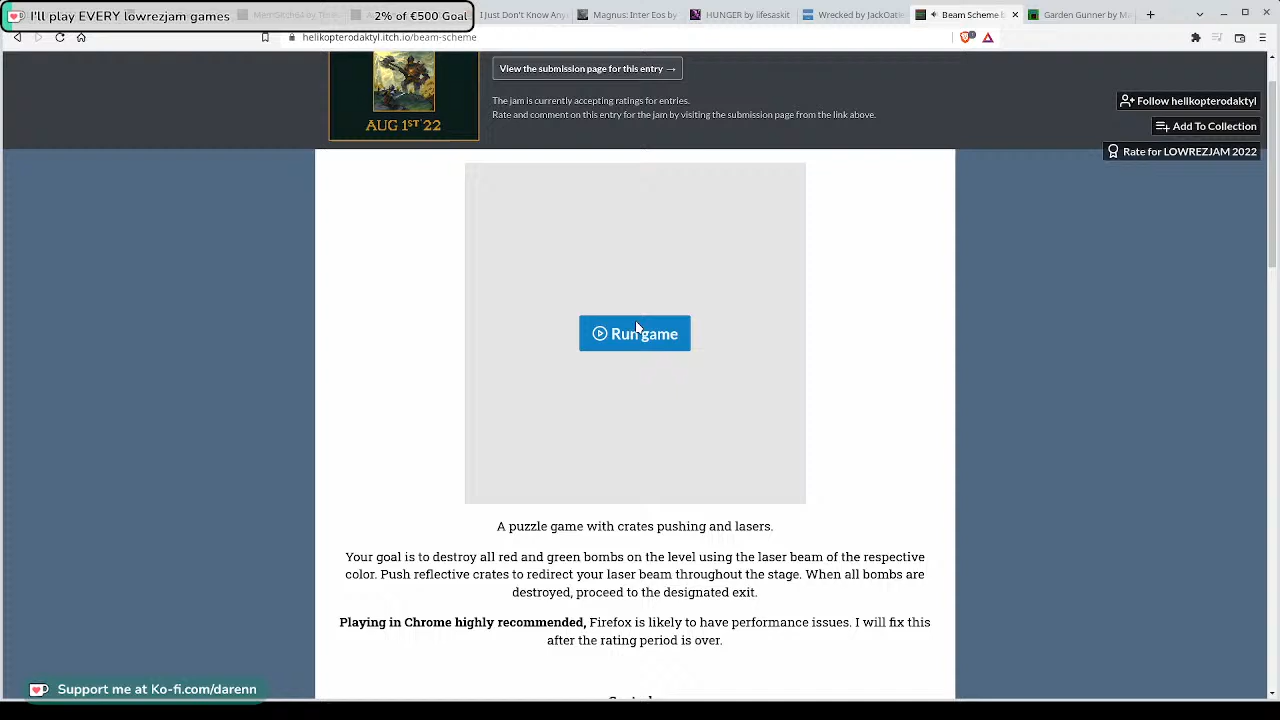 I'll play EVERY lowrezjam games
2% of €500 Goal
I Just Don't Know
Magnus: Inter Eos by
HUNGER by lifesaskit
Wrecked by JackOatle
Beam Scheme b
Garden Gunner by Ma
helikopterodaktyl.itch.io/beam-scheme
View the submission page for this entry →
The jam is currently accepting ratings for entries.
Rate and comment on this entry for the jam by visiting the submission page from the link above.
AUG 1ST '22
Follow helikopterodaktyl
Add To Collection
Rate for LOWREZJAM 2022
Run game
A puzzle game with crates pushing and lasers.
Your goal is to destroy all red and green bombs on the level using the laser beam of the respective
color. Push reflective crates to redirect your laser beam throughout the stage. When all bombs are
destroyed, proceed to the designated exit.
Playing in Chrome highly recommended, Firefox is likely to have performance issues. I will fix this
after the rating period is over.
Support me at Ko-fi.com/darenn